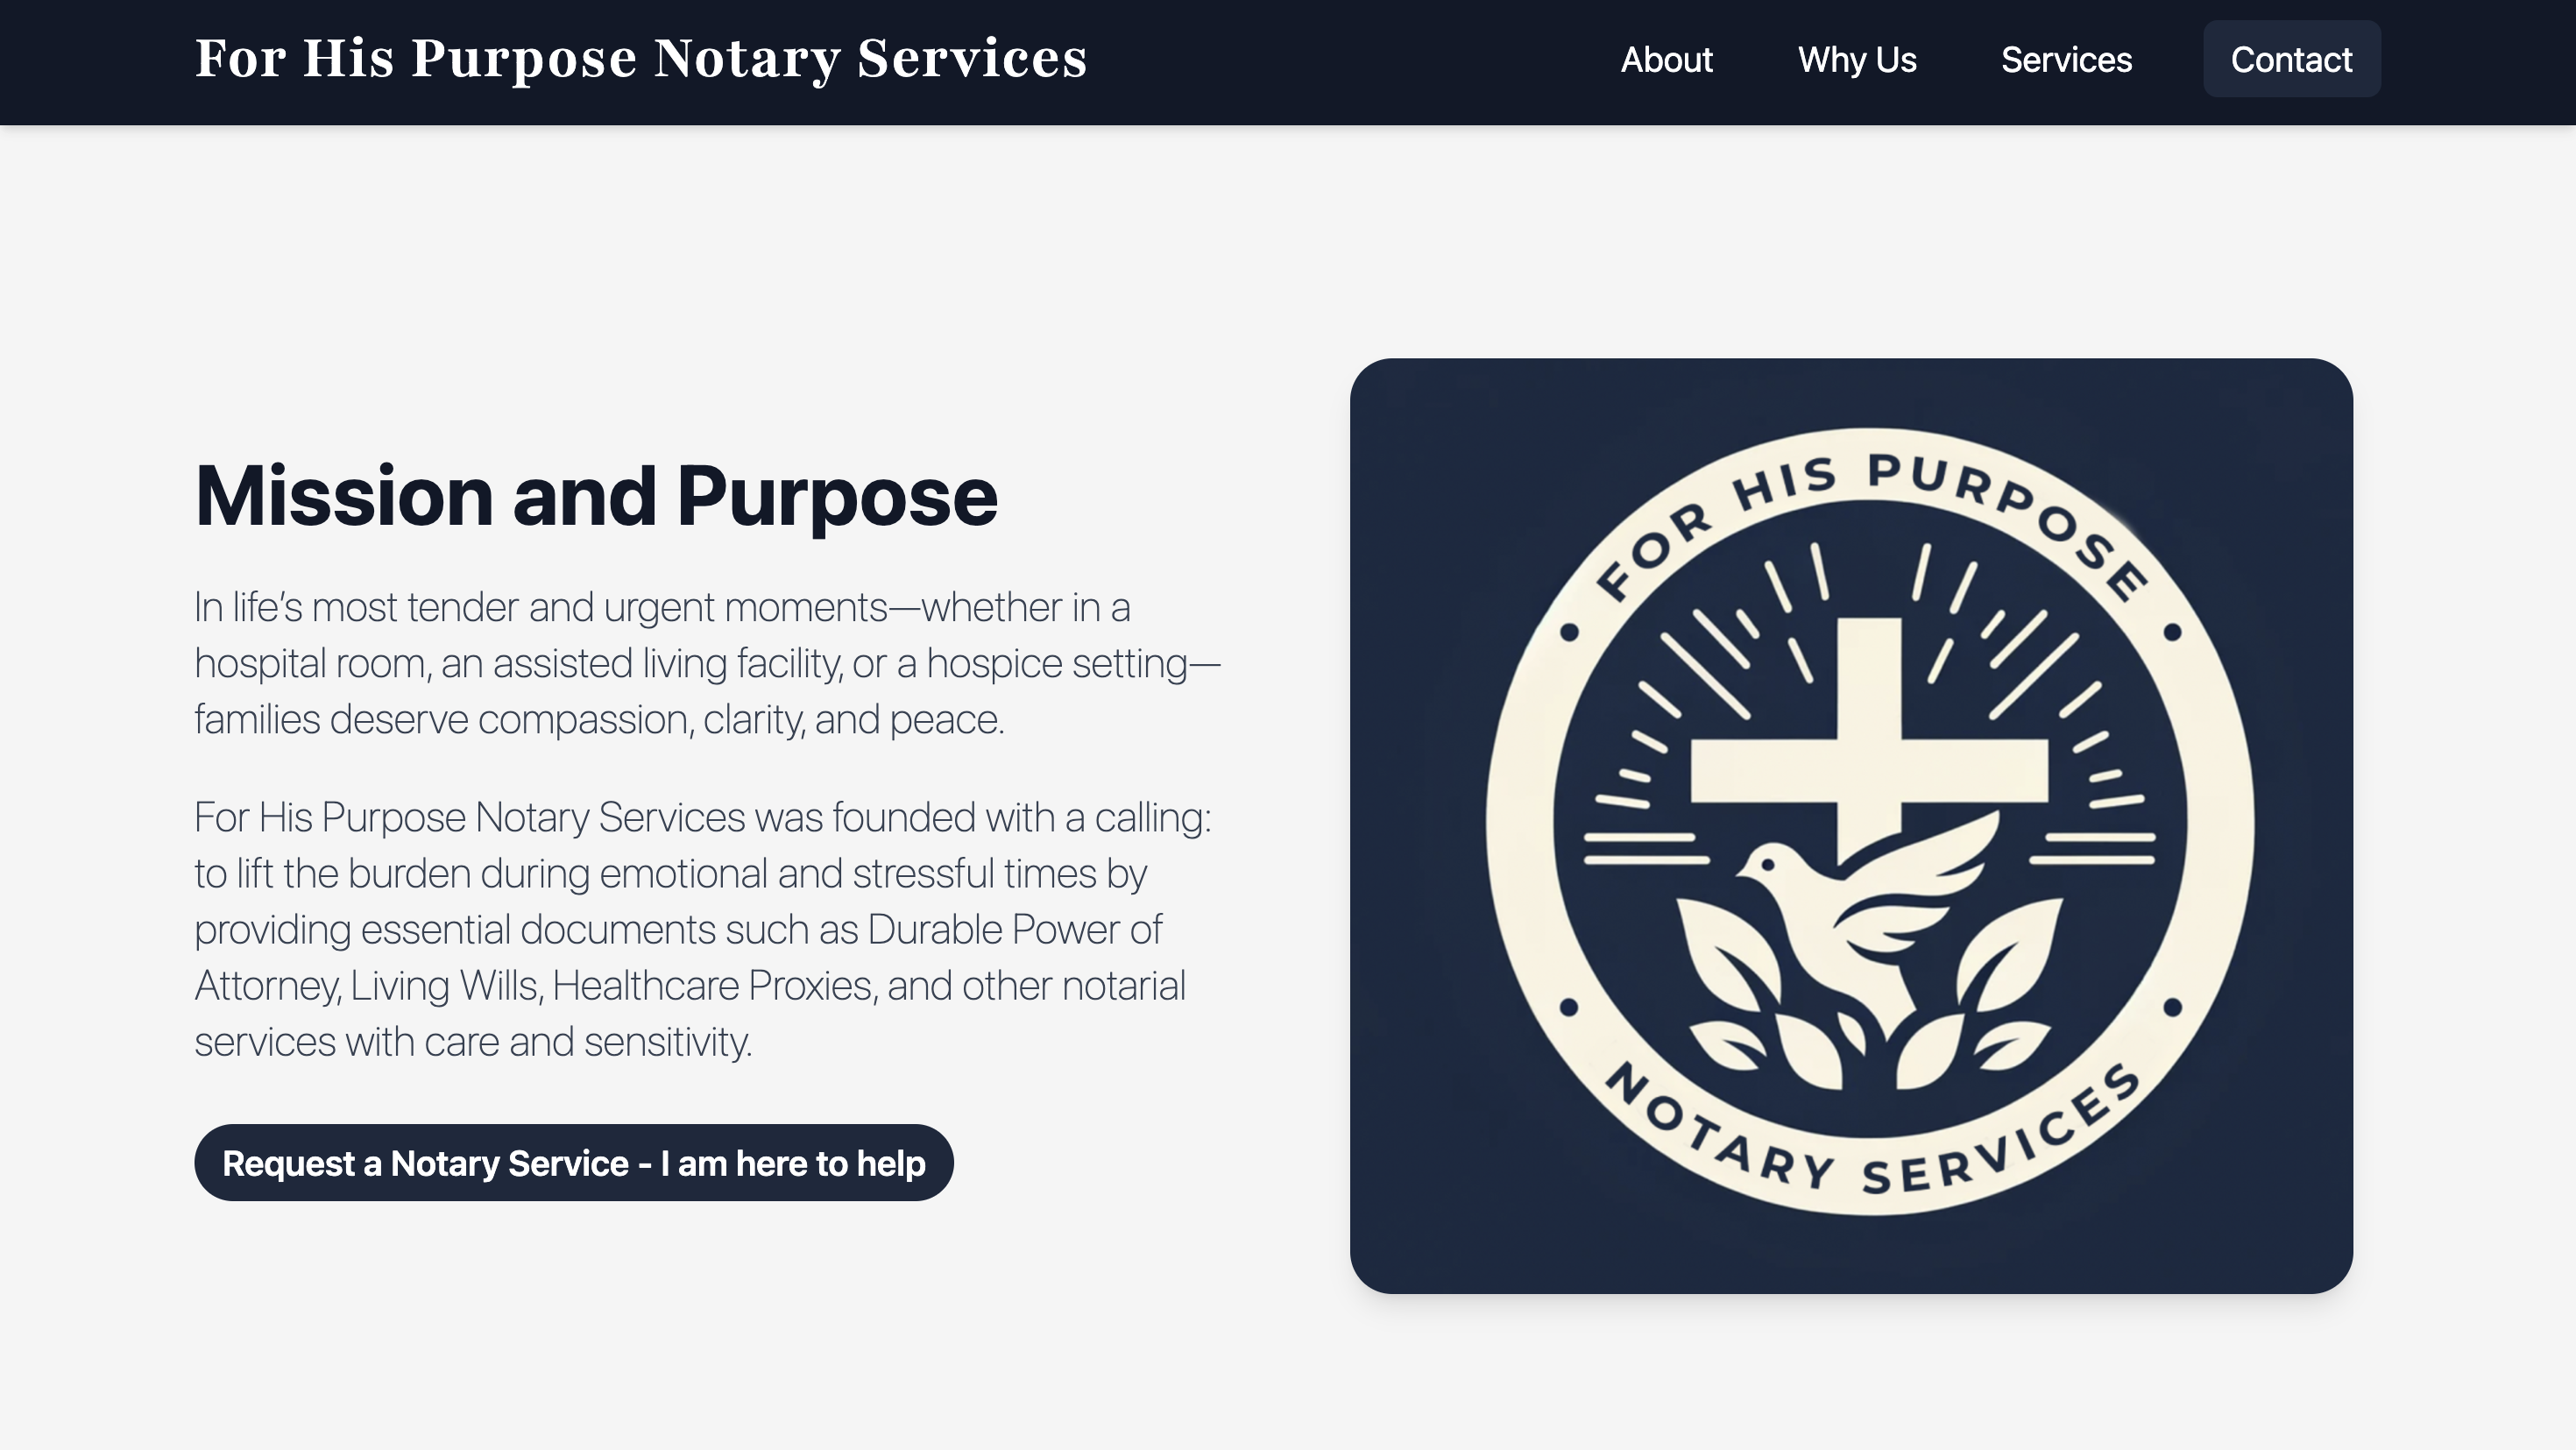 For His Purpose Notary Services
About
Why Us
Services
Contact
Mission and Purpose
In life’s most tender and urgent moments—whether in a
hospital room, an assisted living facility, or a hospice setting—
families deserve compassion, clarity, and peace.
For His Purpose Notary Services was founded with a calling:
to lift the burden during emotional and stressful times by
providing essential documents such as Durable Power of
Attorney, Living Wills, Healthcare Proxies, and other notarial
services with care and sensitivity.
Request a Notary Service - I am here to help
FOR HIS PURPOSE
NOTARY SERVICES